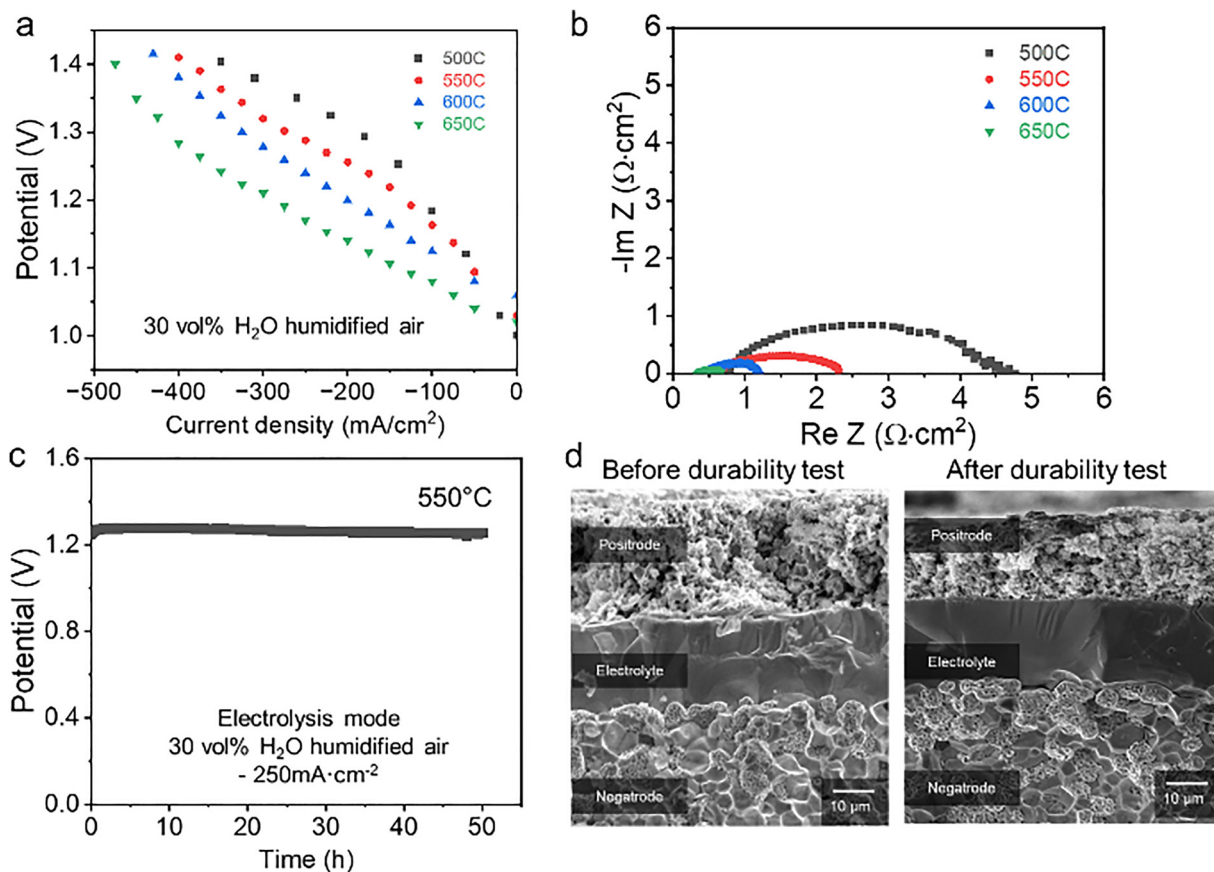 a
1.4
1.3
1.2
1.1
1.0
Potential (V)
500C
550C
600C
650C
30 vol% H₂O humidified air
-500
−400
−300
−200
−100
0
Current density (mA/cm²)
b
6
5
4
3
2
1
0
-Im Z (Ω·cm²)
500C
550C
600C
650C
0
1
2
3
4
5
6
Re Z (Ω·cm²)
c
1.6
1.2
0.8
0.4
0.0
Potential (V)
550°C
Electrolysis mode
30 vol% H₂O humidified air
- 250mA·cm⁻²
0
10
20
30
40
50
Time (h)
d
Before durability test
Positrode
Electrolyte
Negatrode
10 μm
After durability test
Positrode
Electrolyte
Negatrode
10 μm